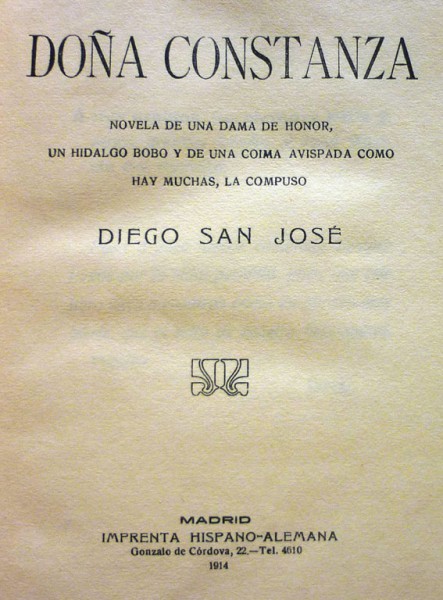 DOÑA CONSTANZA
NOVELA DE UNA DAMA DE HONOR,
UN HIDALGO BOBO Y DE UNA COIMA AVISPADA COMO
HAY MUCHAS, LA COMPUSO
DIEGO SAN JOSÉ
MADRID
IMPRENTA HISPANO-ALEMANA
Gonzalo de Córdova, 22.—Tel. 4610
1914